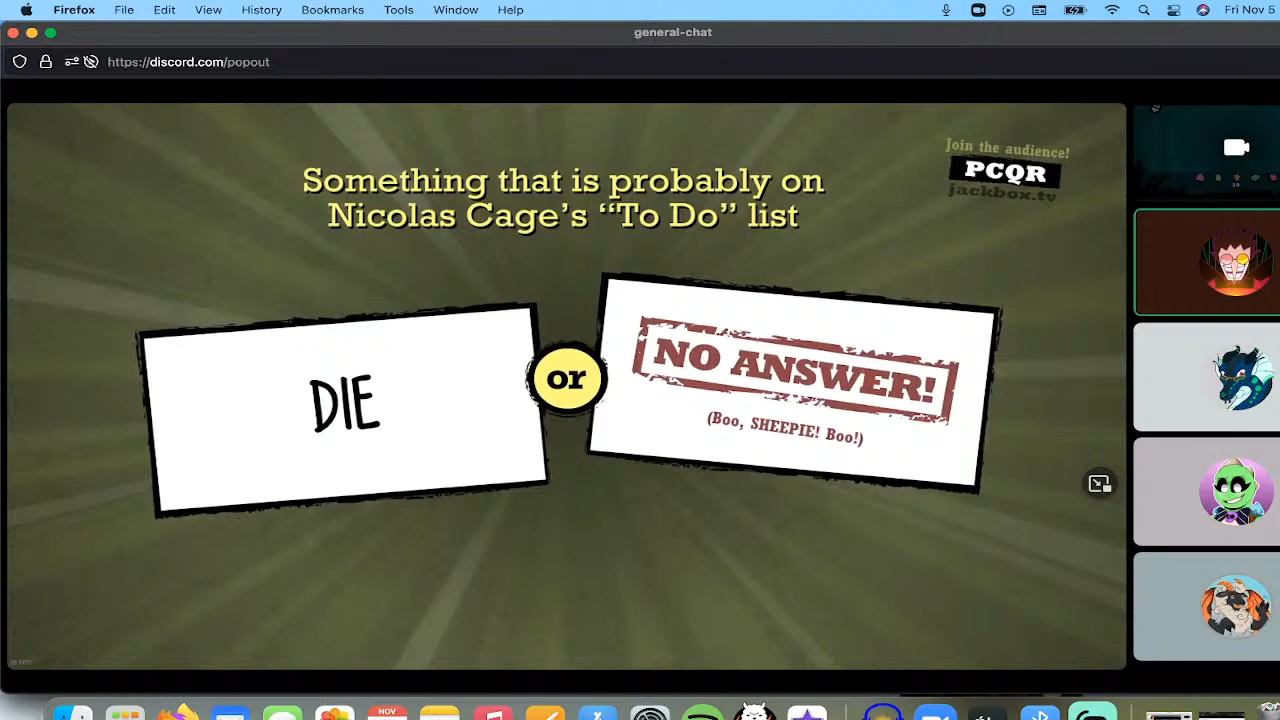 Firefox File Edit View History Bookmarks Tools Window Help Fri Nov 5
general-chat
https://discord.com/popout
Join the audience!
PCQR
jackbox.tv
Something that is probably on
Nicolas Cage's “To Do” list
DIE
or
NO ANSWER!
(Boo, SHEEPIE! Boo!)
NOV